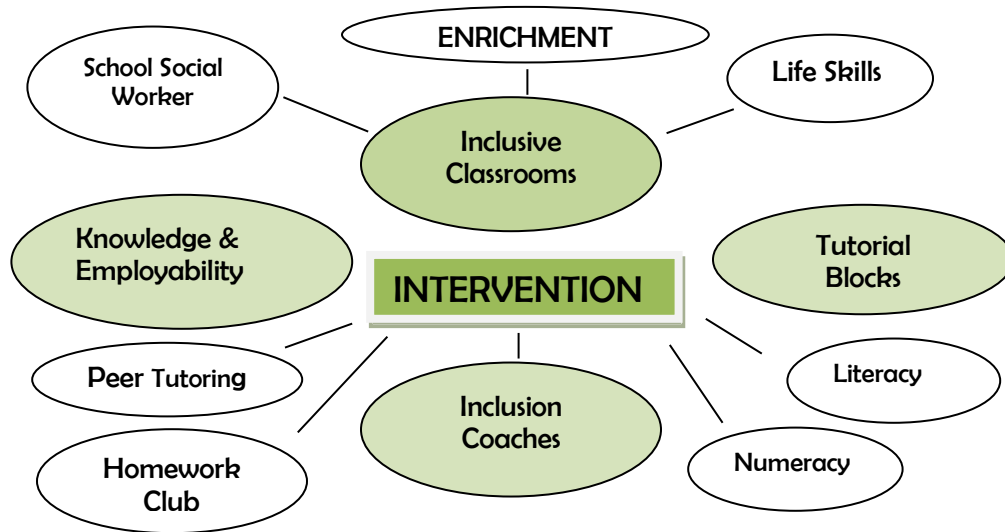 ENRICHMENT
School Social
Worker
Life Skills
Inclusive
Classrooms
Knowledge &
Employability
Tutorial
Blocks
INTERVENTION
Peer Tutoring
Literacy
Inclusion
Coaches
Homework
Club
Numeracy